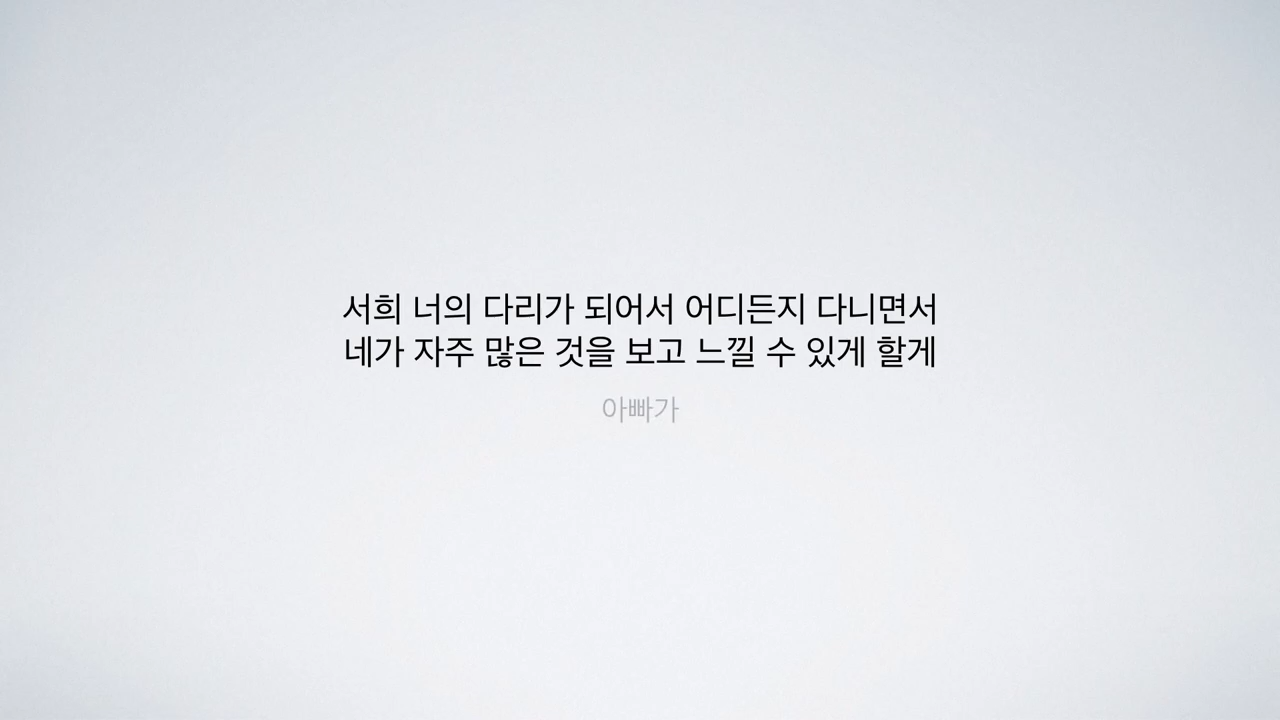 서희 너의 다리가 되어서 어디든지 다니면서
네가 자주 많은 것을 보고 느낄 수 있게 할게
아빠가